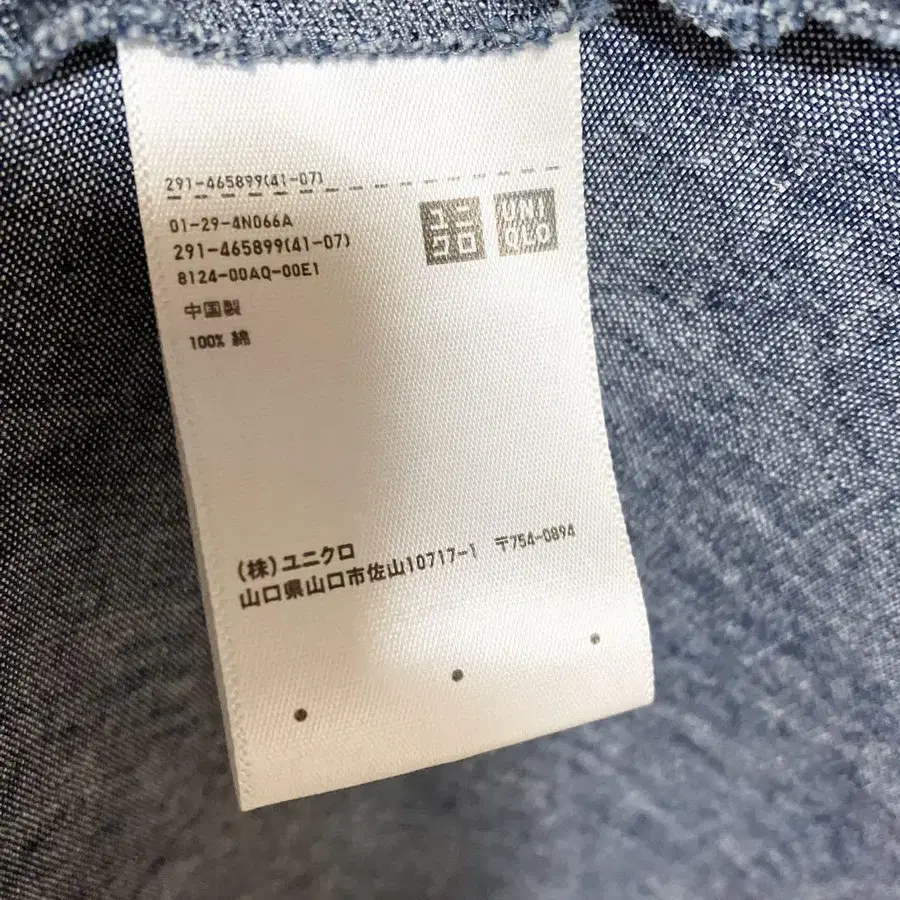 291-465899(41-07)
01-29-4N066A
291-465899(41-07)
8124-00AQ-00E1
中国製
100% 綿
ユニ
クロ
UNI
QLO
(株)ユニクロ
山口県山口市佐山10717-1 〒754-0894